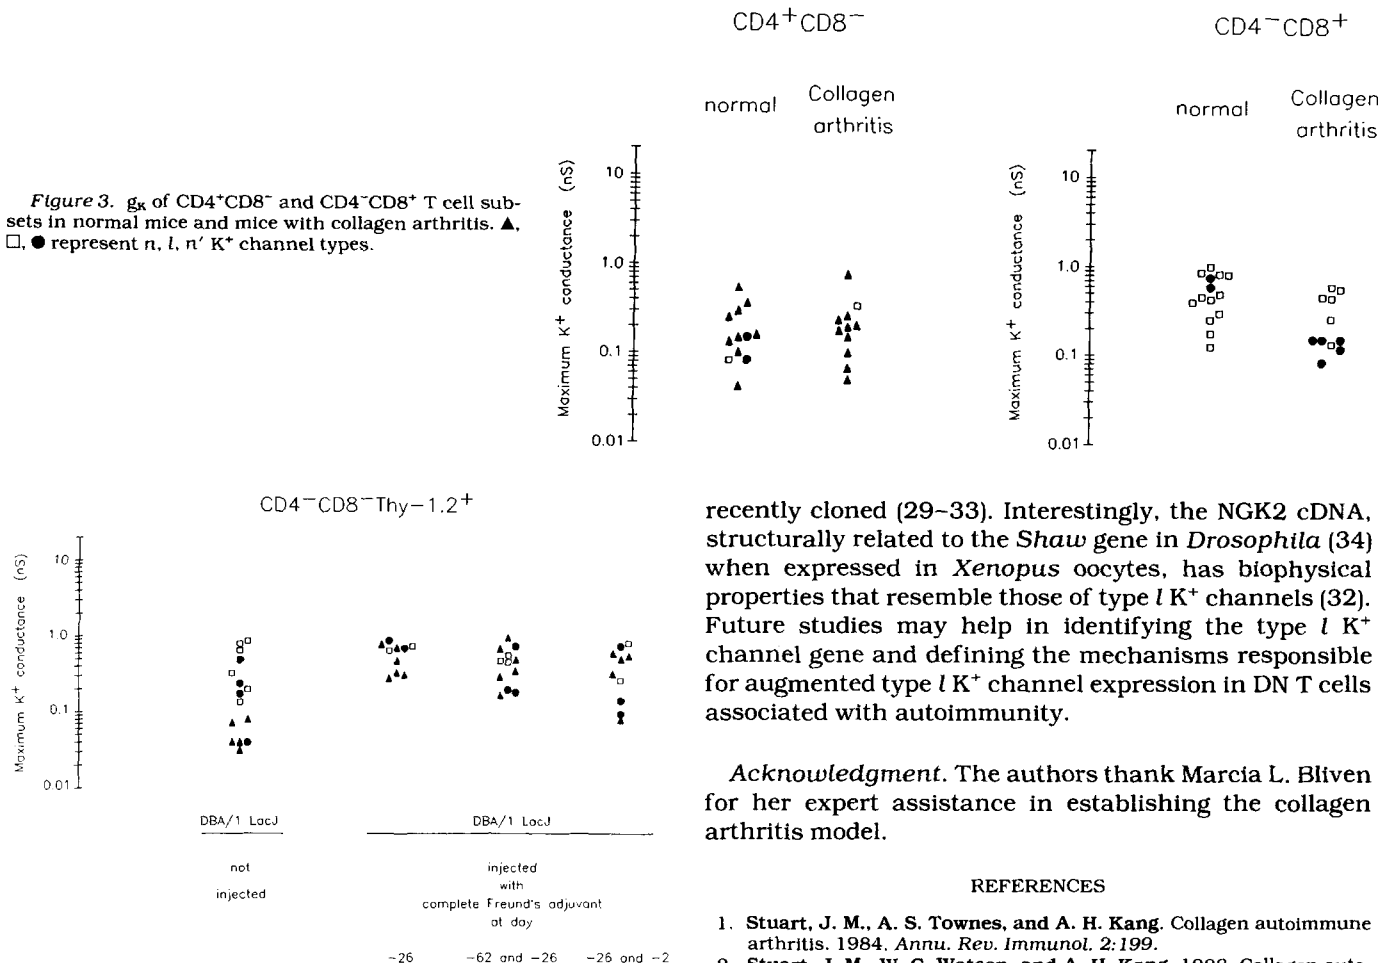 CD4⁺CD8⁻
CD4⁻CD8⁺
normal
Collagen
arthritis
normal
Collagen
arthritis
Figure 3. gK of CD4⁺CD8⁻ and CD4⁻CD8⁺ T cell sub-
sets in normal mice and mice with collagen arthritis. ▲,
□, ● represent n, l, n′ K⁺ channel types.
Maximum K⁺ conductance (nS)
10
1.0
0.1
0.01
Maximum K⁺ conductance (nS)
10
1.0
0.1
0.01
CD4⁻CD8⁻Thy-1.2⁺
Maximum K⁺ conductance (nS)
10
1.0
0.1
0.01
DBA/1 LacJ
DBA/1 LacJ
not
injected
injected
with
complete Freund's adjuvant
at day
-26
-62 and -26
-26 and -2
recently cloned (29–33). Interestingly, the NGK2 cDNA,
structurally related to the Shaw gene in Drosophila (34)
when expressed in Xenopus oocytes, has biophysical
properties that resemble those of type l K⁺ channels (32).
Future studies may help in identifying the type l K⁺
channel gene and defining the mechanisms responsible
for augmented type l K⁺ channel expression in DN T cells
associated with autoimmunity.
Acknowledgment. The authors thank Marcia L. Bliven
for her expert assistance in establishing the collagen
arthritis model.
REFERENCES
1. Stuart, J. M., A. S. Townes, and A. H. Kang. Collagen autoimmune
arthritis. 1984. Annu. Rev. Immunol. 2:199.